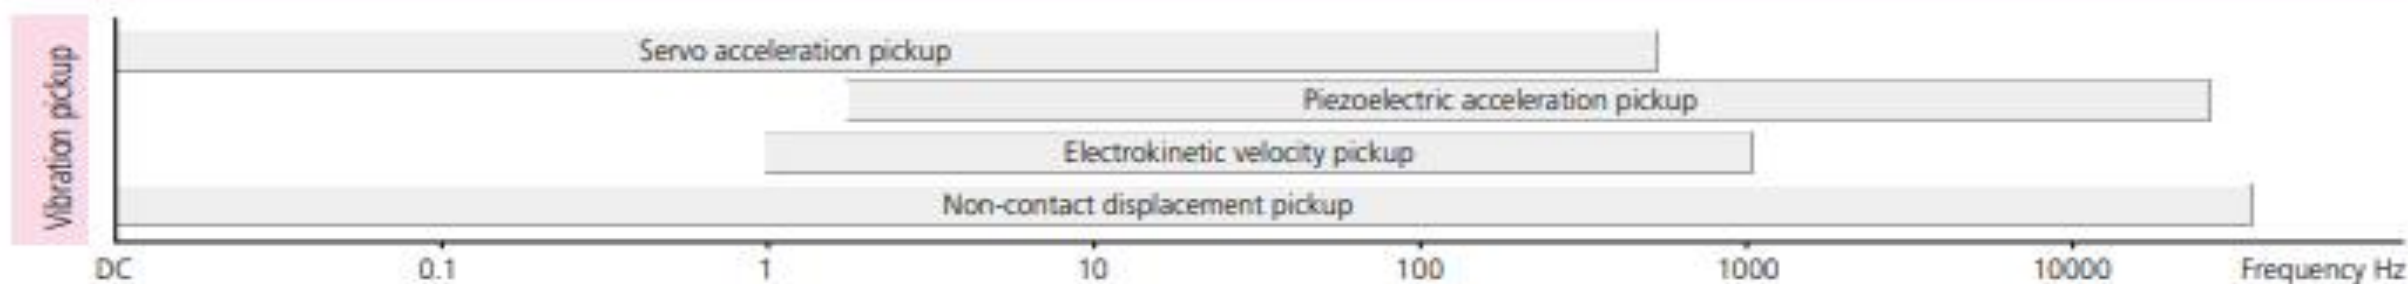 Vibration pickup
Servo acceleration pickup
Piezoelectric acceleration pickup
Electrokinetic velocity pickup
Non-contact displacement pickup
DC 0.1 1 10 100 1000 10000 Frequency Hz